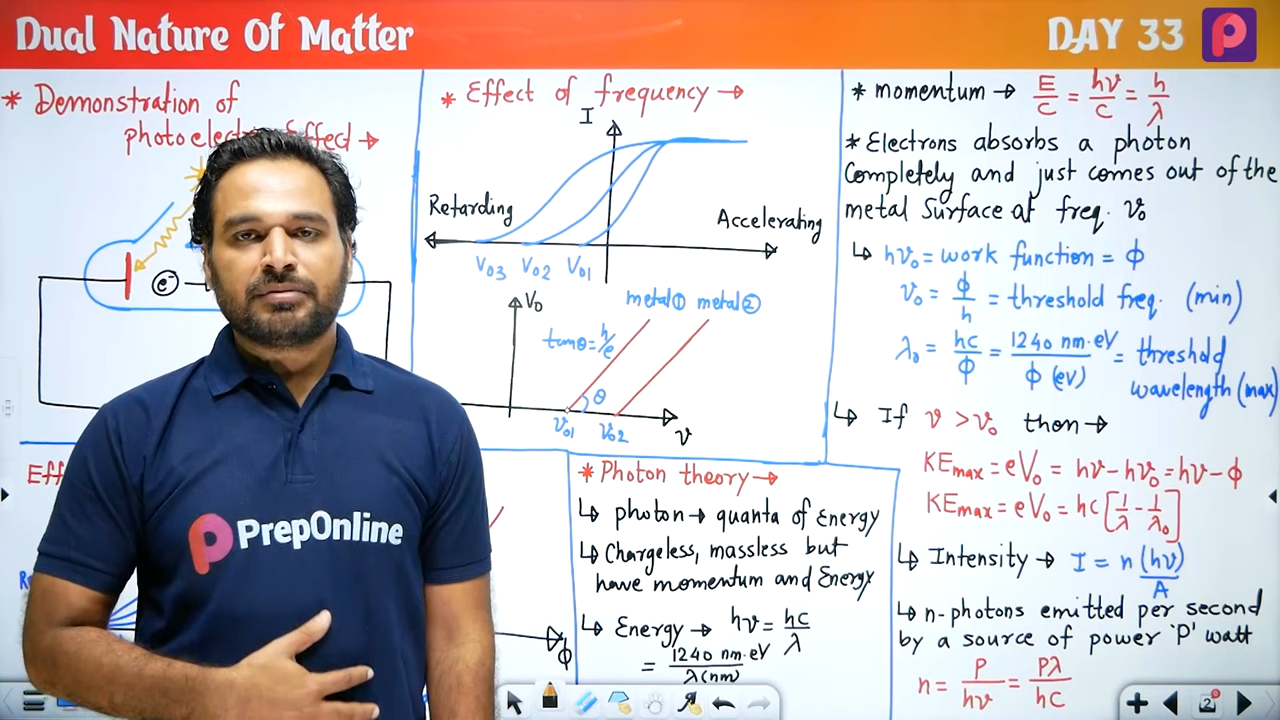 Dual Nature Of Matter
DAY 33
* Demonstration of
photoelectric Effect →
e⁻
* Effect of frequency →
I
Retarding
Accelerating
V₀₃ V₀₂ V₀₁
V₀
metal① metal②
tanθ = h/e
θ
ν₀₁ ν₀₂
ν
* Photon theory →
↳ photon → quanta of Energy
↳ Chargeless, massless but
have momentum and Energy
↳ Energy → hν = hc/λ
= 1240 nm·eV / λ(nm)
ϕ
PrepOnline
* momentum → E/C = hν/C = h/λ
* Electrons absorbs a photon
Completely and just comes out of the
metal Surface at freq. ν₀
↳ hν₀ = work function = ϕ
ν₀ = ϕ/h = threshold freq. (min)
λ₀ = hc/ϕ = 1240 nm·eV / ϕ (eV) = threshold
wavelength (max)
↳ If ν > ν₀ then →
KEmax = eV₀ = hν - hν₀ = hν - ϕ
KEmax = eV₀ = hc [1/λ - 1/λ₀]
↳ Intensity → I = n(hν)/A
↳ n-photons emitted per second
by a source of power 'P' watt
n = P/hν = Pλ/hC
2